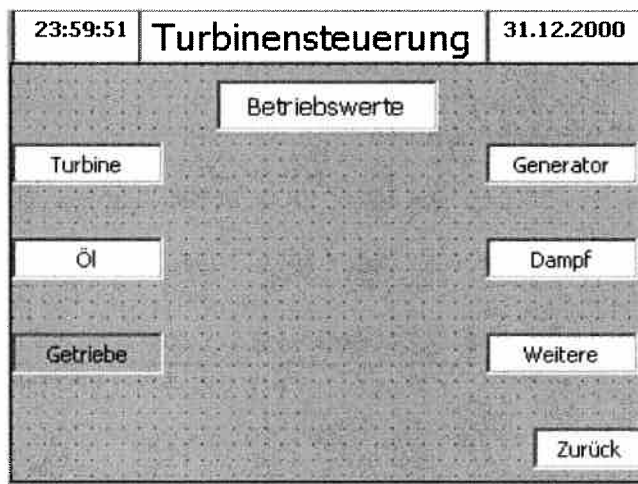 23:59:51 Turbinensteuerung 31.12.2000
Betriebswerte
Turbine Generator
Öl Dampf
Getriebe Weitere
Zurück